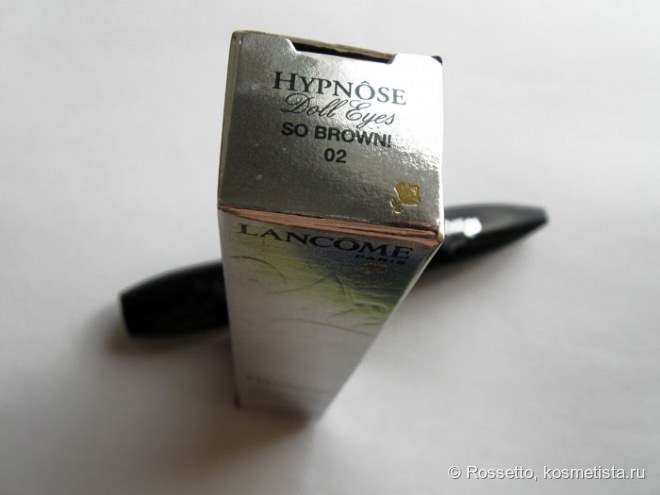 HYPNÔSE
Doll Eyes
SO BROWN!
02
LANCOME
PARIS
© Rossetto, kosmetista.ru